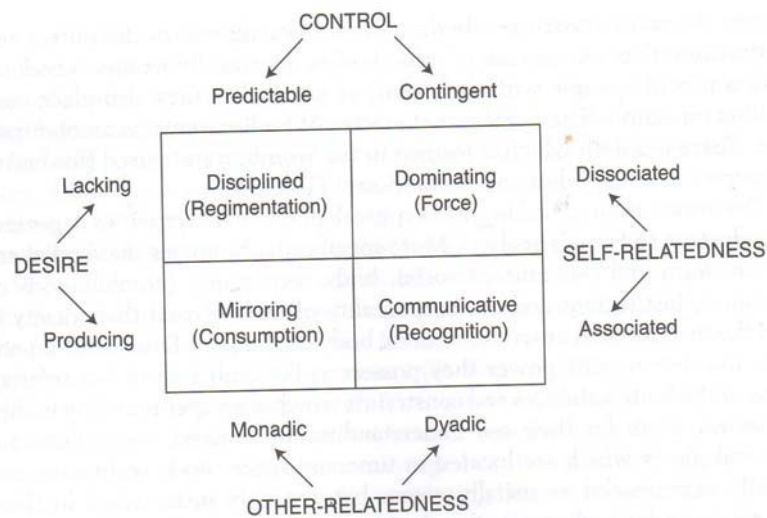 CONTROL
Predictable
Contingent
Lacking
Disciplined
(Regimentation)
Dominating
(Force)
Dissociated
DESIRE
SELF-RELATEDNESS
Producing
Mirroring
(Consumption)
Communicative
(Recognition)
Associated
Monadic
Dyadic
OTHER-RELATEDNESS